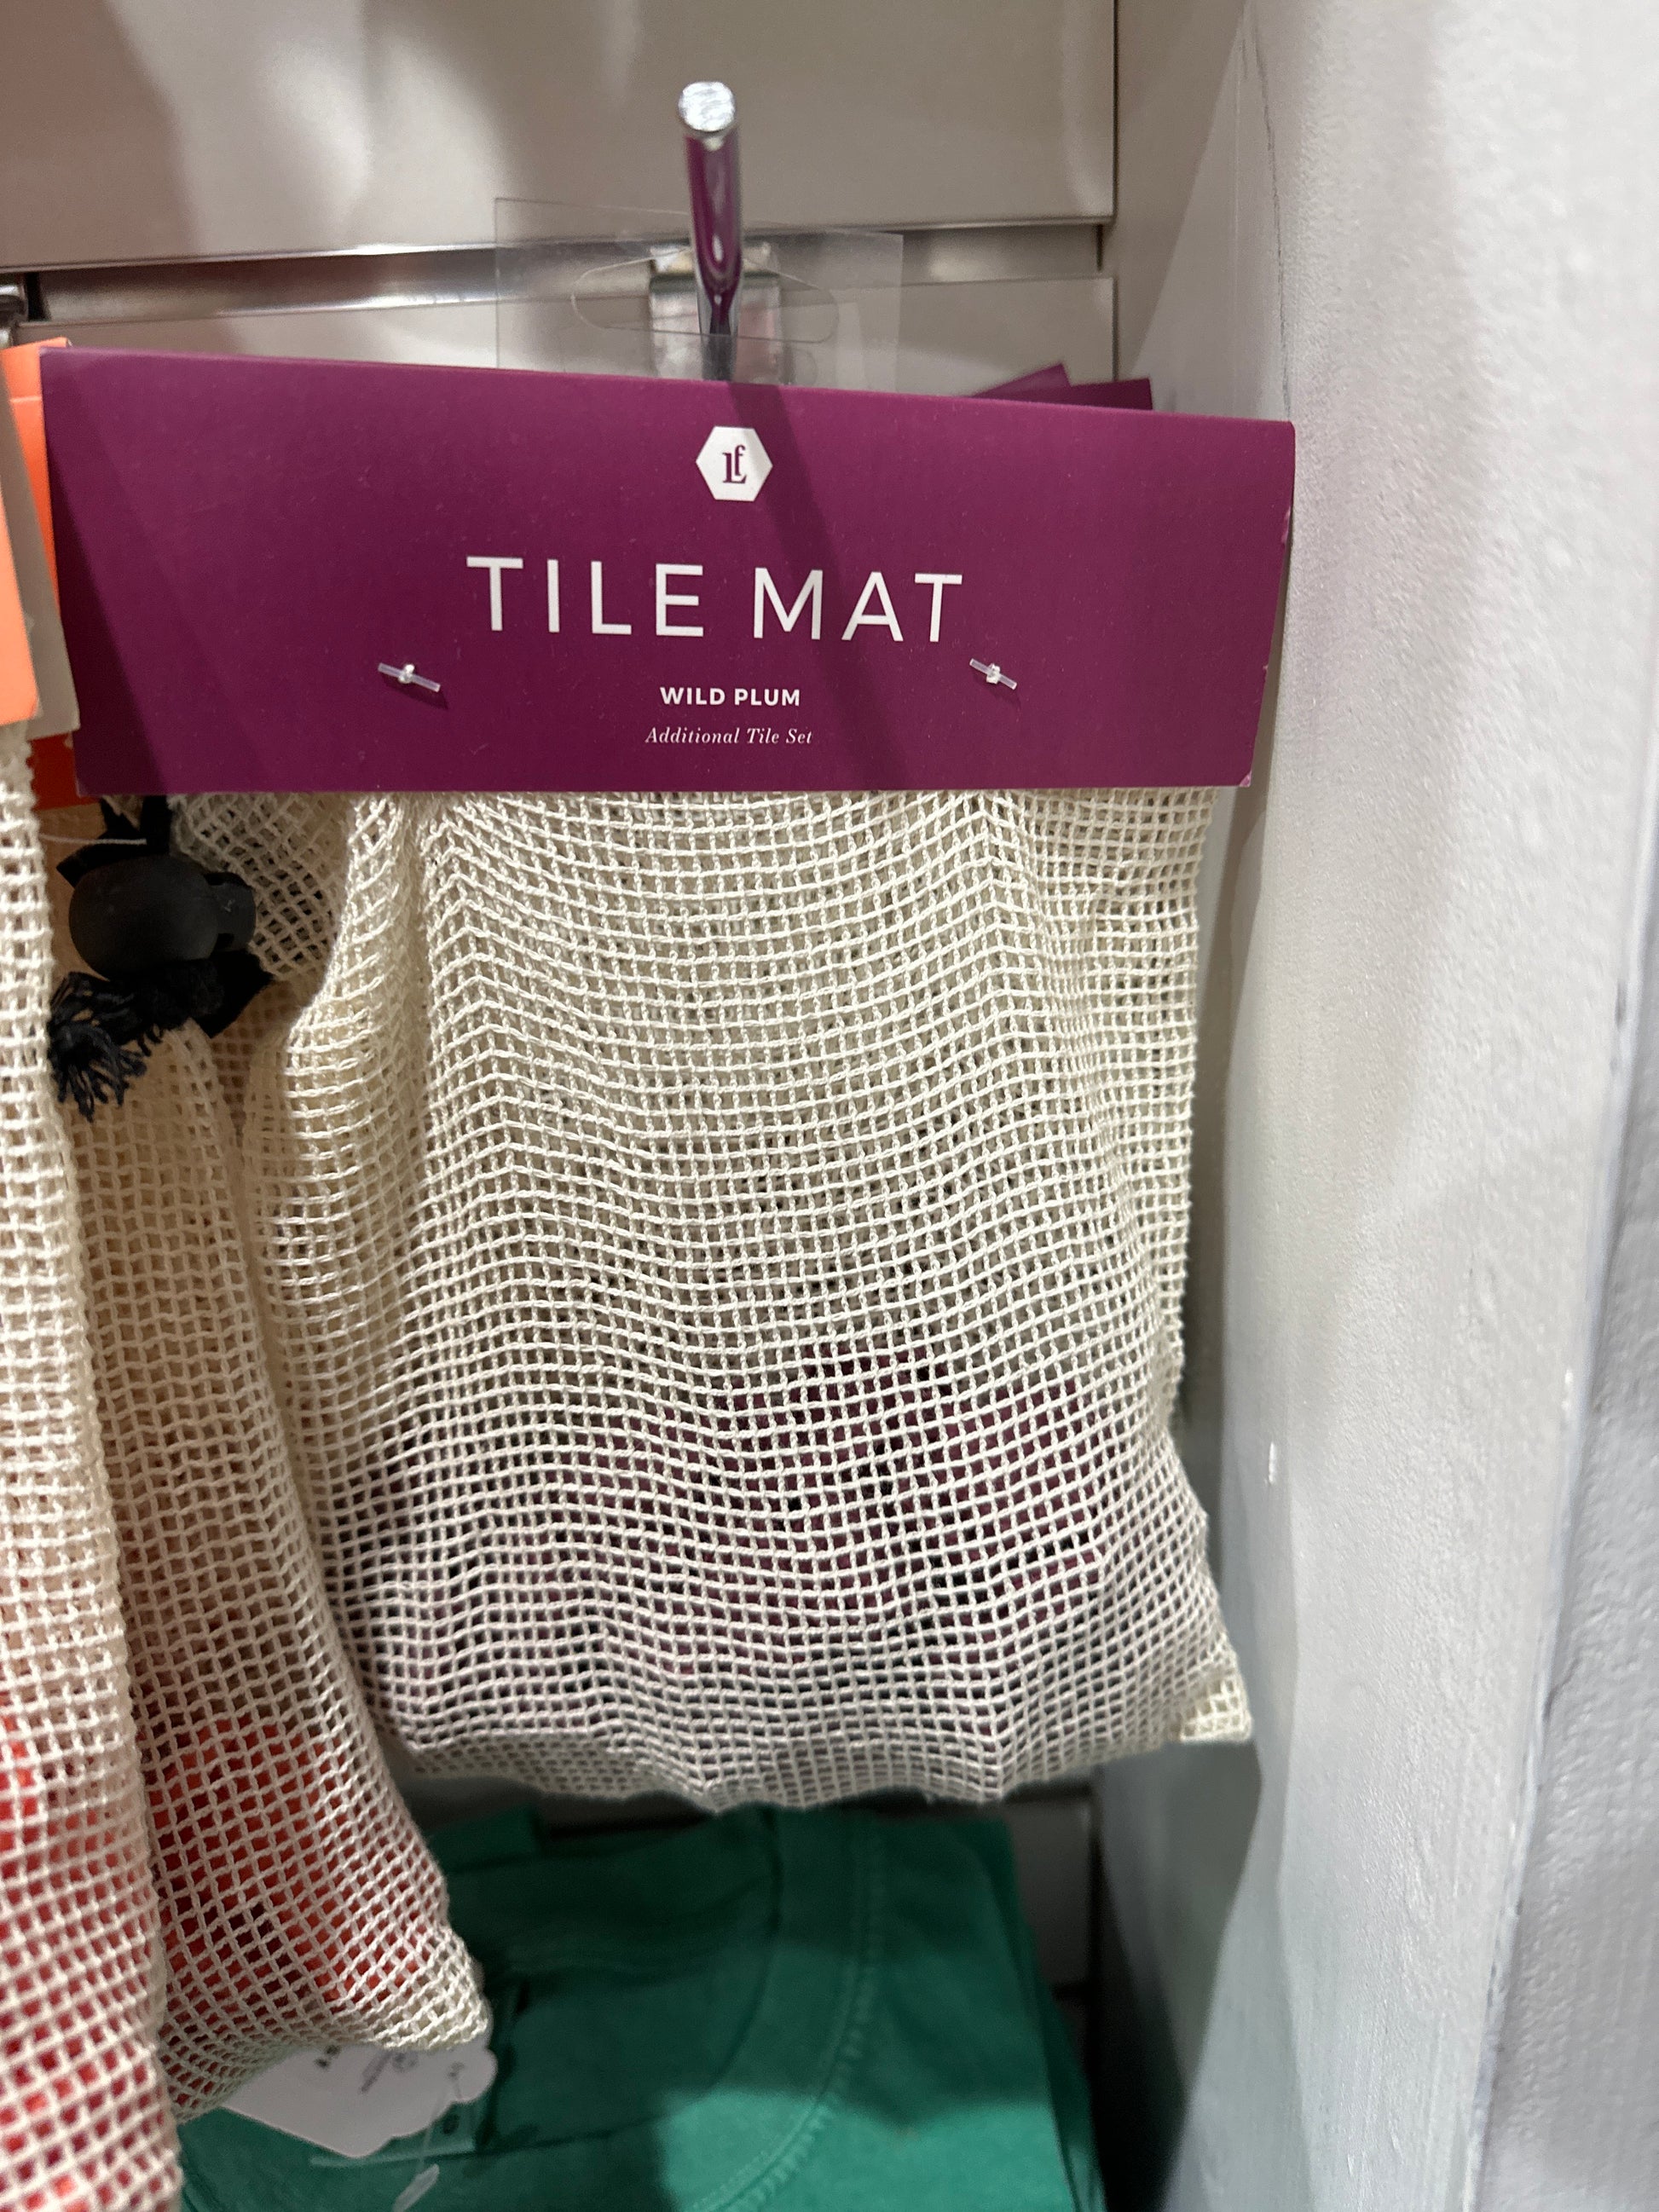 Lf
TILE MAT
WILD PLUM
Additional Tile Set